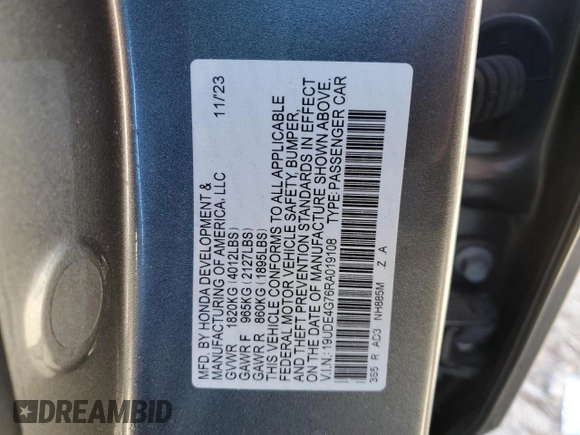 MFD. BY HONDA DEVELOPMENT & 11/23
MANUFACTURING OF AMERICA, LLC
GVWR 1820KG (4012LBS)
GAWR F 965KG (2127LBS)
GAWR R 860KG (1895LBS)
THIS VEHICLE CONFORMS TO ALL APPLICABLE
FEDERAL MOTOR VEHICLE SAFETY, BUMPER,
AND THEFT PREVENTION STANDARDS IN EFFECT
ON THE DATE OF MANUFACTURE SHOWN ABOVE.
V.I.N.: 19UDE4G76RA019108 TYPE: PASSENGER CAR
3S5 R AD3 NH885M Z A
DREAMBID